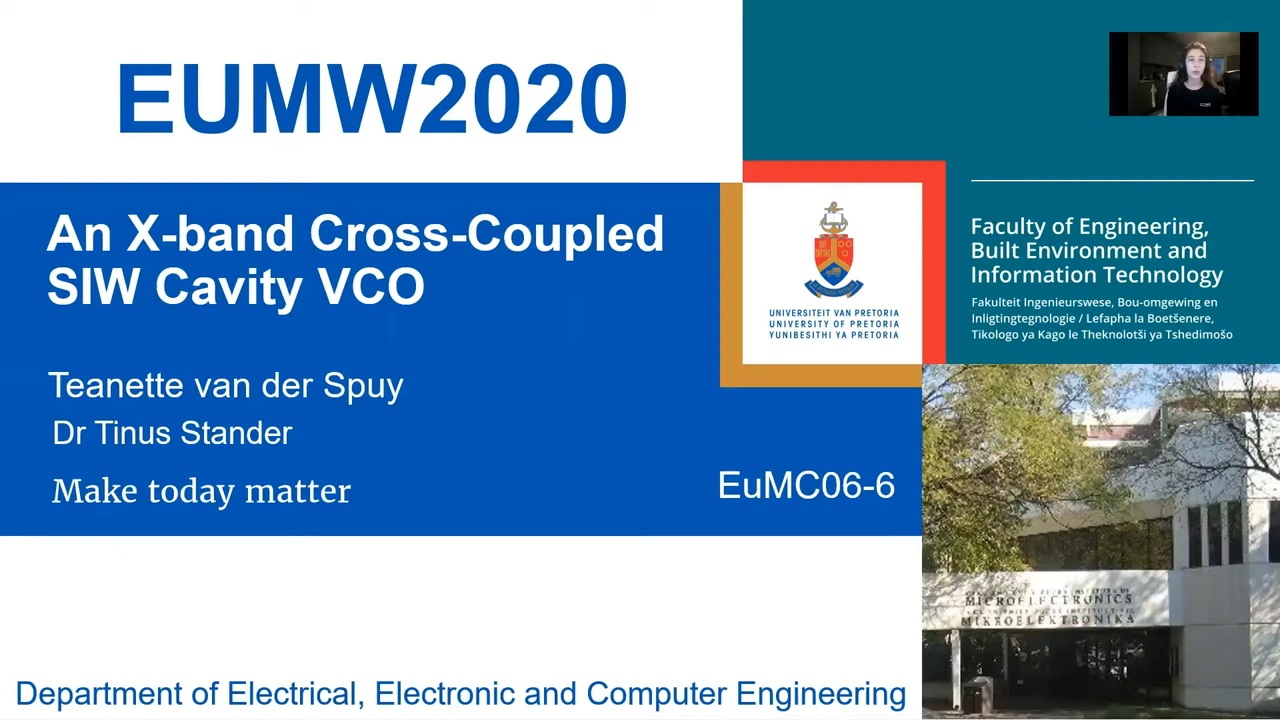 EUMW2020
An X-band Cross-Coupled
SIW Cavity VCO
Teanette van der Spuy
Dr Tinus Stander
Make today matter
EuMC06-6
UNIVERSITEIT VAN PRETORIA
UNIVERSITY OF PRETORIA
YUNIBESITHI YA PRETORIA
Faculty of Engineering,
Built Environment and
Information Technology
Fakulteit Ingenieurswese, Bou-omgewing en
Inligtingtegnologie / Lefapha la Boetšenere,
Tikologo ya Kago le Theknolotši ya Tshedimošo
MICROELECTRONICS
MIKROELEKTRONIKA
Department of Electrical, Electronic and Computer Engineering